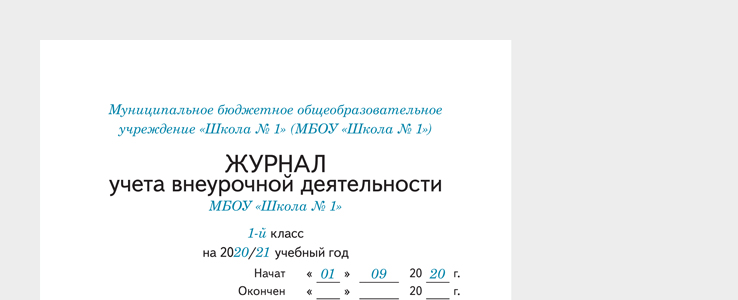 Муниципальное бюджетное общеобразовательное
учреждение «Школа № 1» (МБОУ «Школа № 1»)
ЖУРНАЛ
учета внеурочной деятельности
МБОУ «Школа № 1»
1-й класс
на 2020/21 учебный год
Начат « 01 » 09 20 20 г.
Окончен « » 20 г.